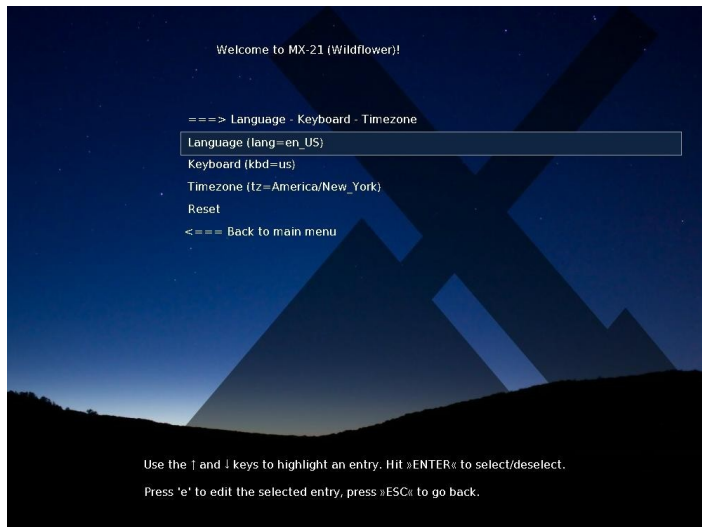 Welcome to MX-21 (Wildflower)!
===> Language - Keyboard - Timezone
Language (lang=en_US)
Keyboard (kbd=us)
Timezone (tz=America/New_York)
Reset
<=== Back to main menu
Use the ↑ and ↓ keys to highlight an entry. Hit »ENTER« to select/deselect.
Press 'e' to edit the selected entry, press »ESC« to go back.